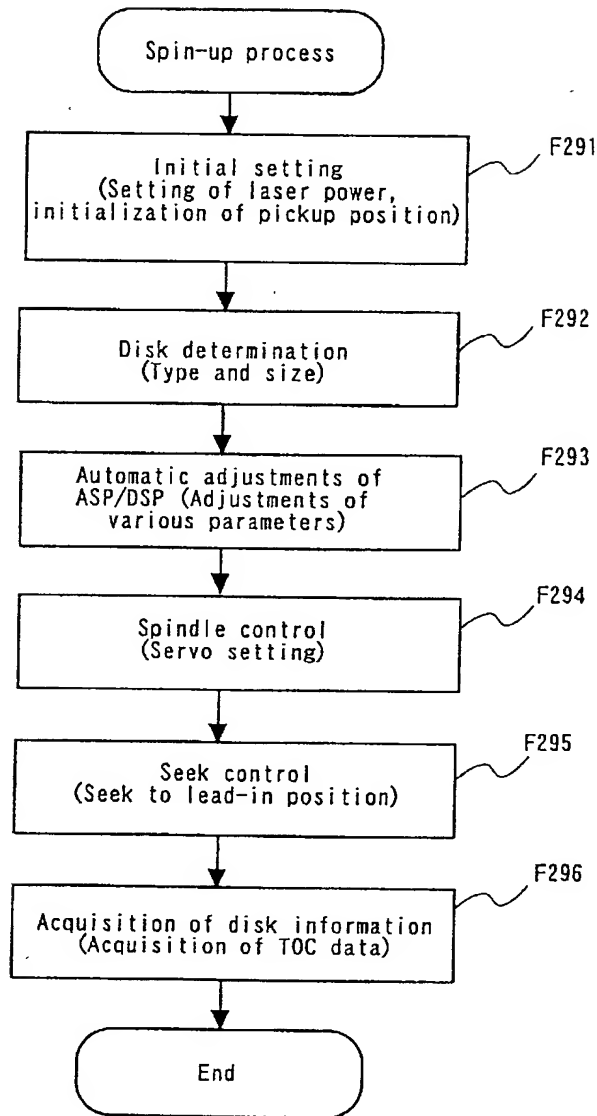 Spin-up process
F291
Initial setting
(Setting of laser power,
initialization of pickup position)
F292
Disk determination
(Type and size)
F293
Automatic adjustments of
ASP/DSP (Adjustments of
various parameters)
F294
Spindle control
(Servo setting)
F295
Seek control
(Seek to lead-in position)
F296
Acquisition of disk information
(Acquisition of TOC data)
End